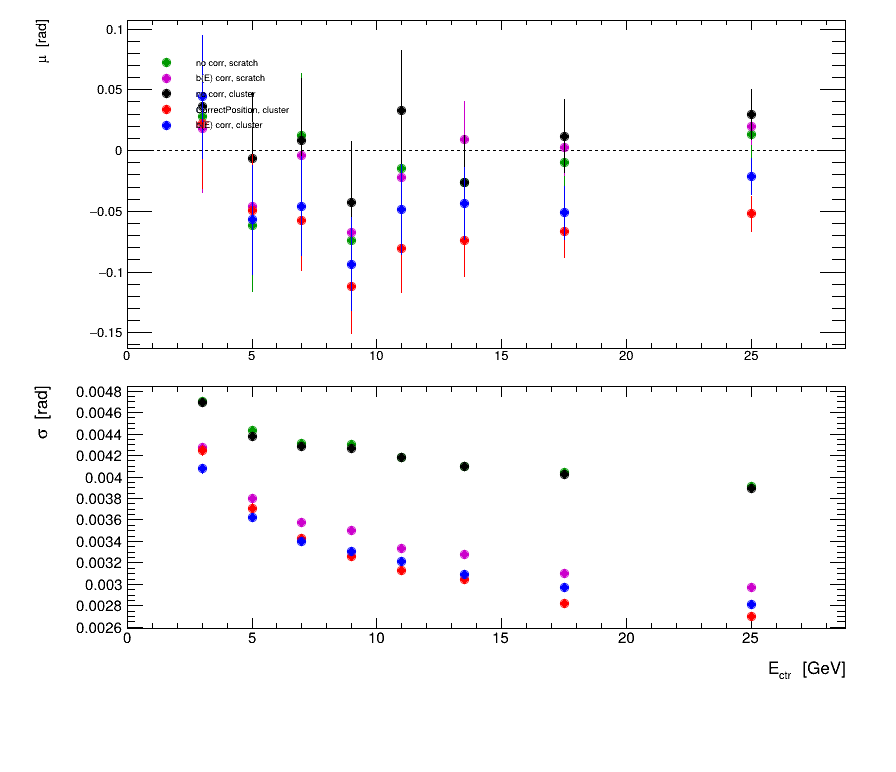 μ [rad]
0.1
0.05
0
−0.05
−0.1
−0.15
no corr, scratch
b(E) corr, scratch
no corr, cluster
CorrectPosition, cluster
b(E) corr, cluster
0 5 10 15 20 25
σ [rad]
0.0048
0.0046
0.0044
0.0042
0.004
0.0038
0.0036
0.0034
0.0032
0.003
0.0028
0.0026
0 5 10 15 20 25
E_ctr [GeV]